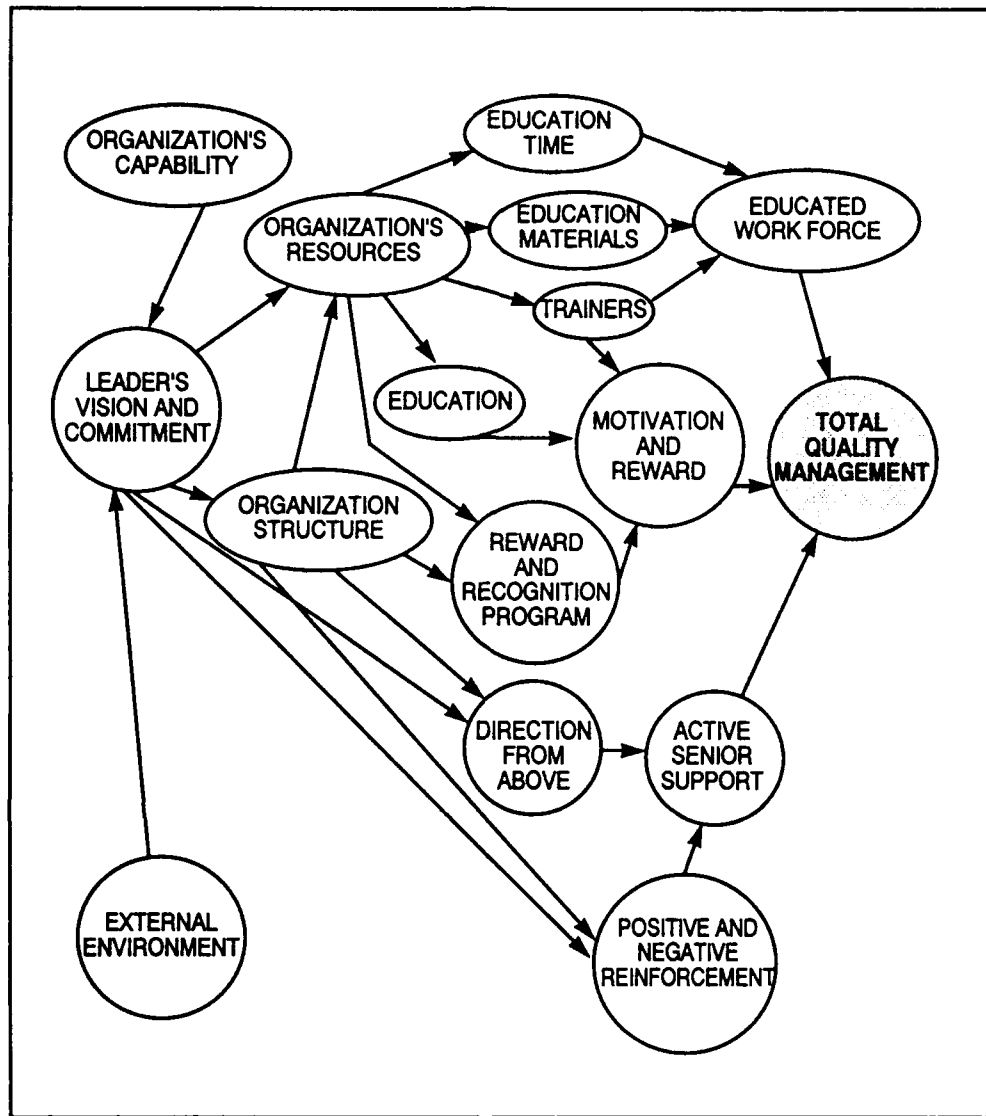 ORGANIZATION'S
CAPABILITY
EDUCATION
TIME
ORGANIZATION'S
RESOURCES
EDUCATION
MATERIALS
EDUCATED
WORK FORCE
TRAINERS
LEADER'S
VISION AND
COMMITMENT
EDUCATION
MOTIVATION
AND
REWARD
TOTAL
QUALITY
MANAGEMENT
ORGANIZATION
STRUCTURE
REWARD
AND
RECOGNITION
PROGRAM
DIRECTION
FROM
ABOVE
ACTIVE
SENIOR
SUPPORT
EXTERNAL
ENVIRONMENT
POSITIVE AND
NEGATIVE
REINFORCEMENT